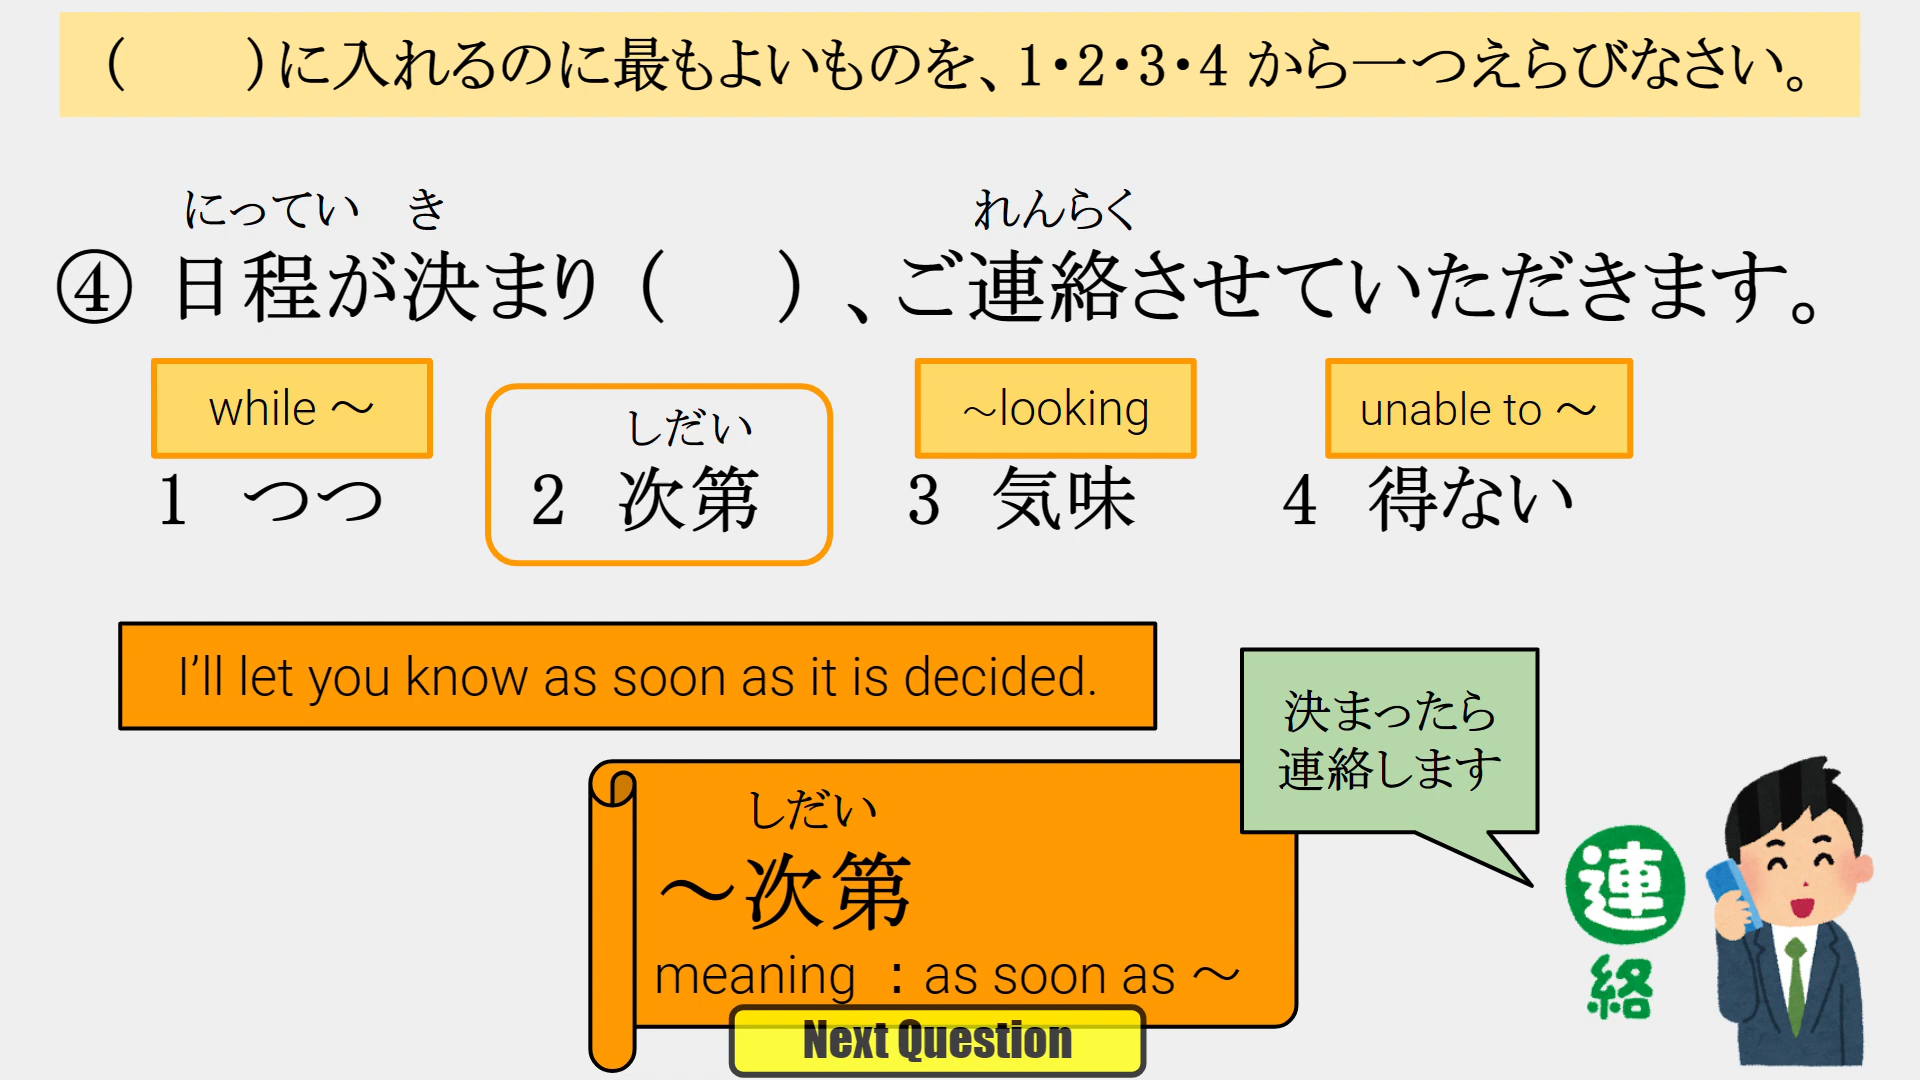 (　　)に入れるのに最もよいものを、1・2・3・4 から一つえらびなさい。
にってい　き　れんらく
④ 日程が決まり (　　) 、ご連絡させていただきます。
while ～
～looking
unable to ～
しだい
1 つつ　2 次第　3 気味　4 得ない
I'll let you know as soon as it is decided.
決まったら
連絡します
しだい
～次第
meaning ：as soon as ～
連
絡
Next Question